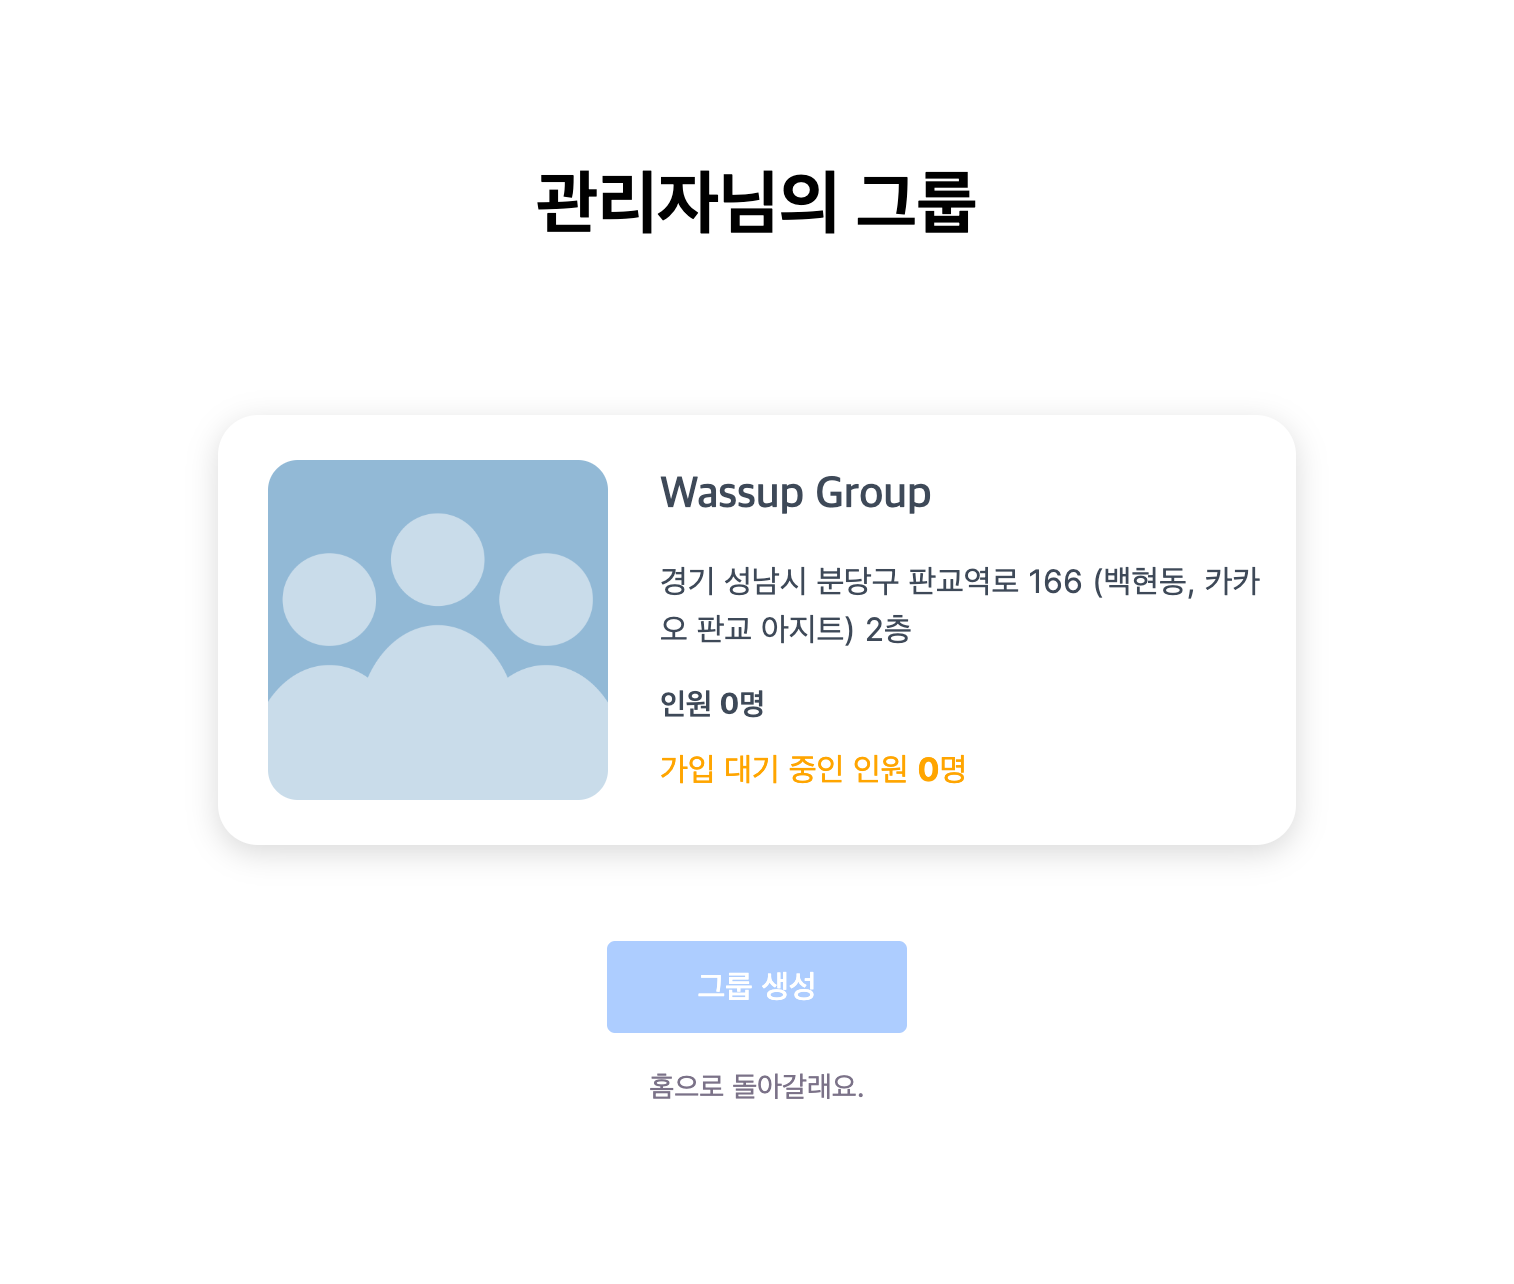 관리자님의 그룹
Wassup Group
경기 성남시 분당구 판교역로 166 (백현동, 카카
오 판교 아지트) 2층
인원 0명
가입 대기 중인 인원 0명
그룹 생성
홈으로 돌아갈래요.